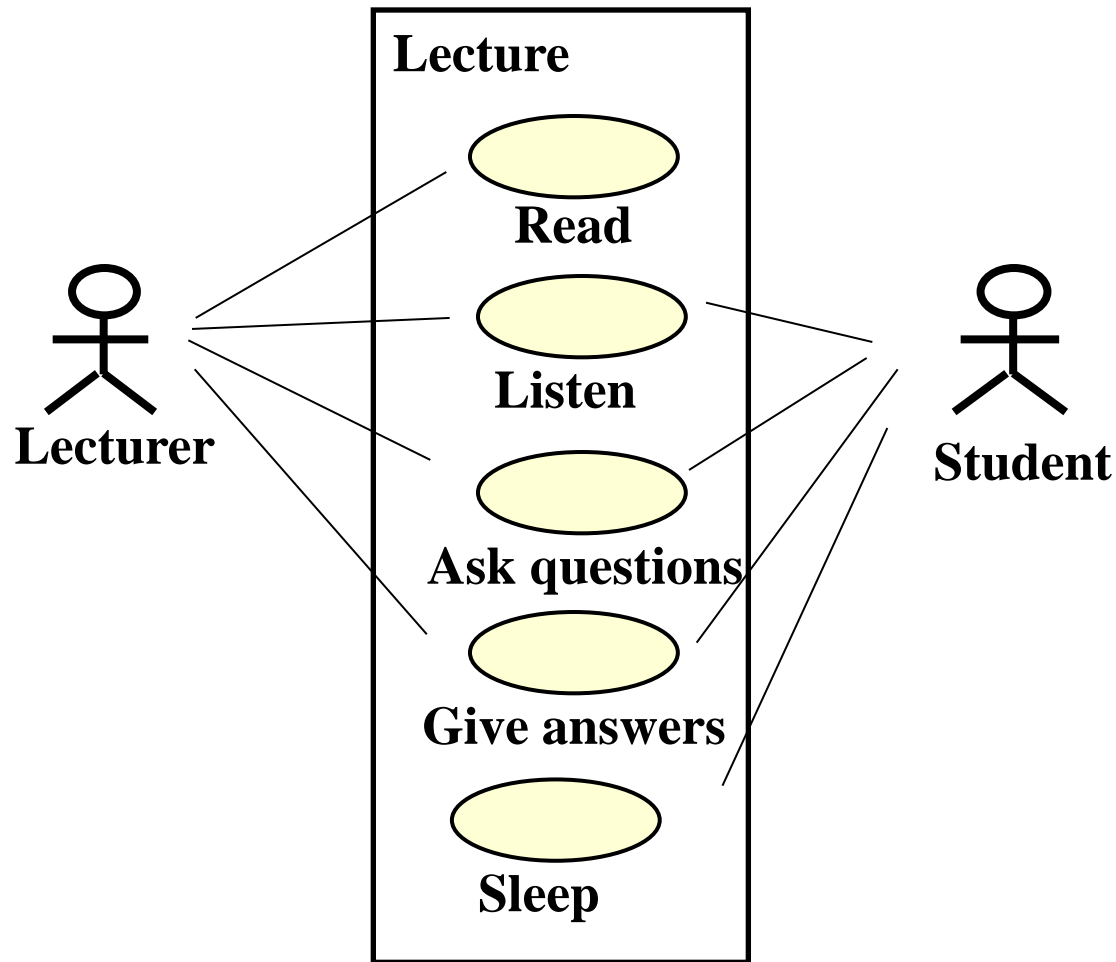 Lecture
Read
Listen
Lecturer
Student
Ask questions
Give answers
Sleep